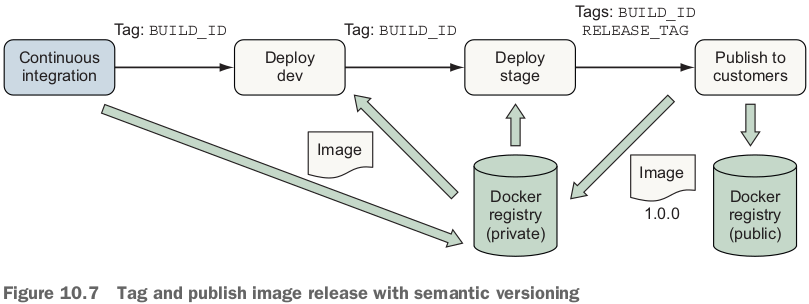 Tag: BUILD_ID
Tag: BUILD_ID
Tags: BUILD_ID
RELEASE_TAG
Continuous
integration
Deploy
dev
Deploy
stage
Publish to
customers
Image
Image
1.0.0
Docker
registry
(private)
Docker
registry
(public)
Figure 10.7 Tag and publish image release with semantic versioning